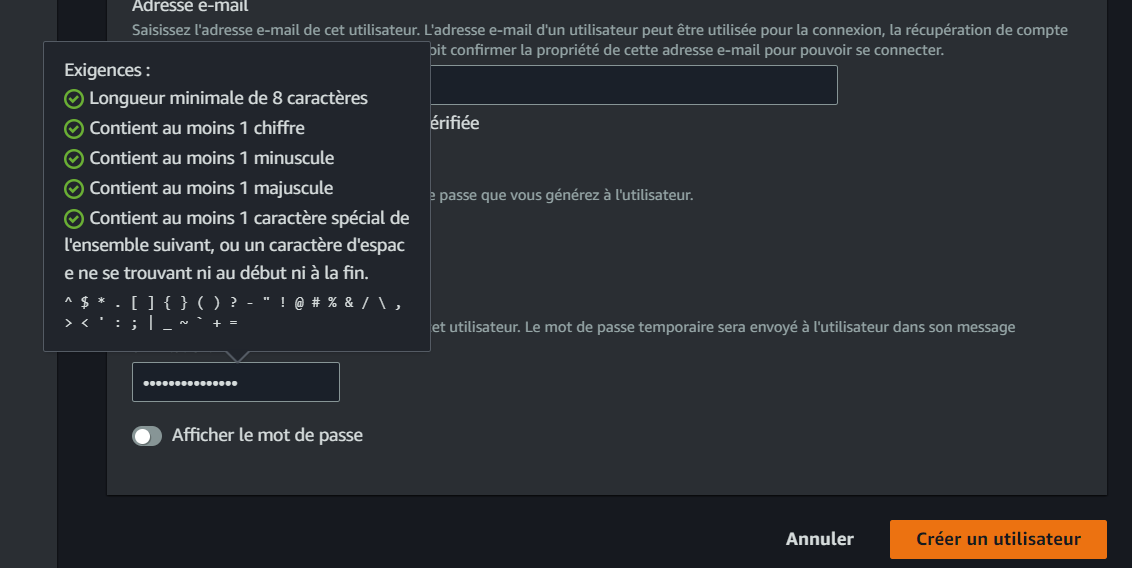 Adresse e-mail
Saisissez l'adresse e-mail de cet utilisateur. L'adresse e-mail d'un utilisateur peut être utilisée pour la connexion, la récupération de compte
oit confirmer la propriété de cette adresse e-mail pour pouvoir se connecter.
Exigences :
Longueur minimale de 8 caractères
érifiée
Contient au moins 1 chiffre
Contient au moins 1 minuscule
Contient au moins 1 majuscule
e passe que vous générez à l'utilisateur.
Contient au moins 1 caractère spécial de
l'ensemble suivant, ou un caractère d'espac
e ne se trouvant ni au début ni à la fin.
^ $ * . [ ] { } ( ) ? - " ! @ # % & / \ ,
> < ' : ; | _ ~ ` + =
et utilisateur. Le mot de passe temporaire sera envoyé à l'utilisateur dans son message
•••••••••••••••
Afficher le mot de passe
Annuler
Créer un utilisateur